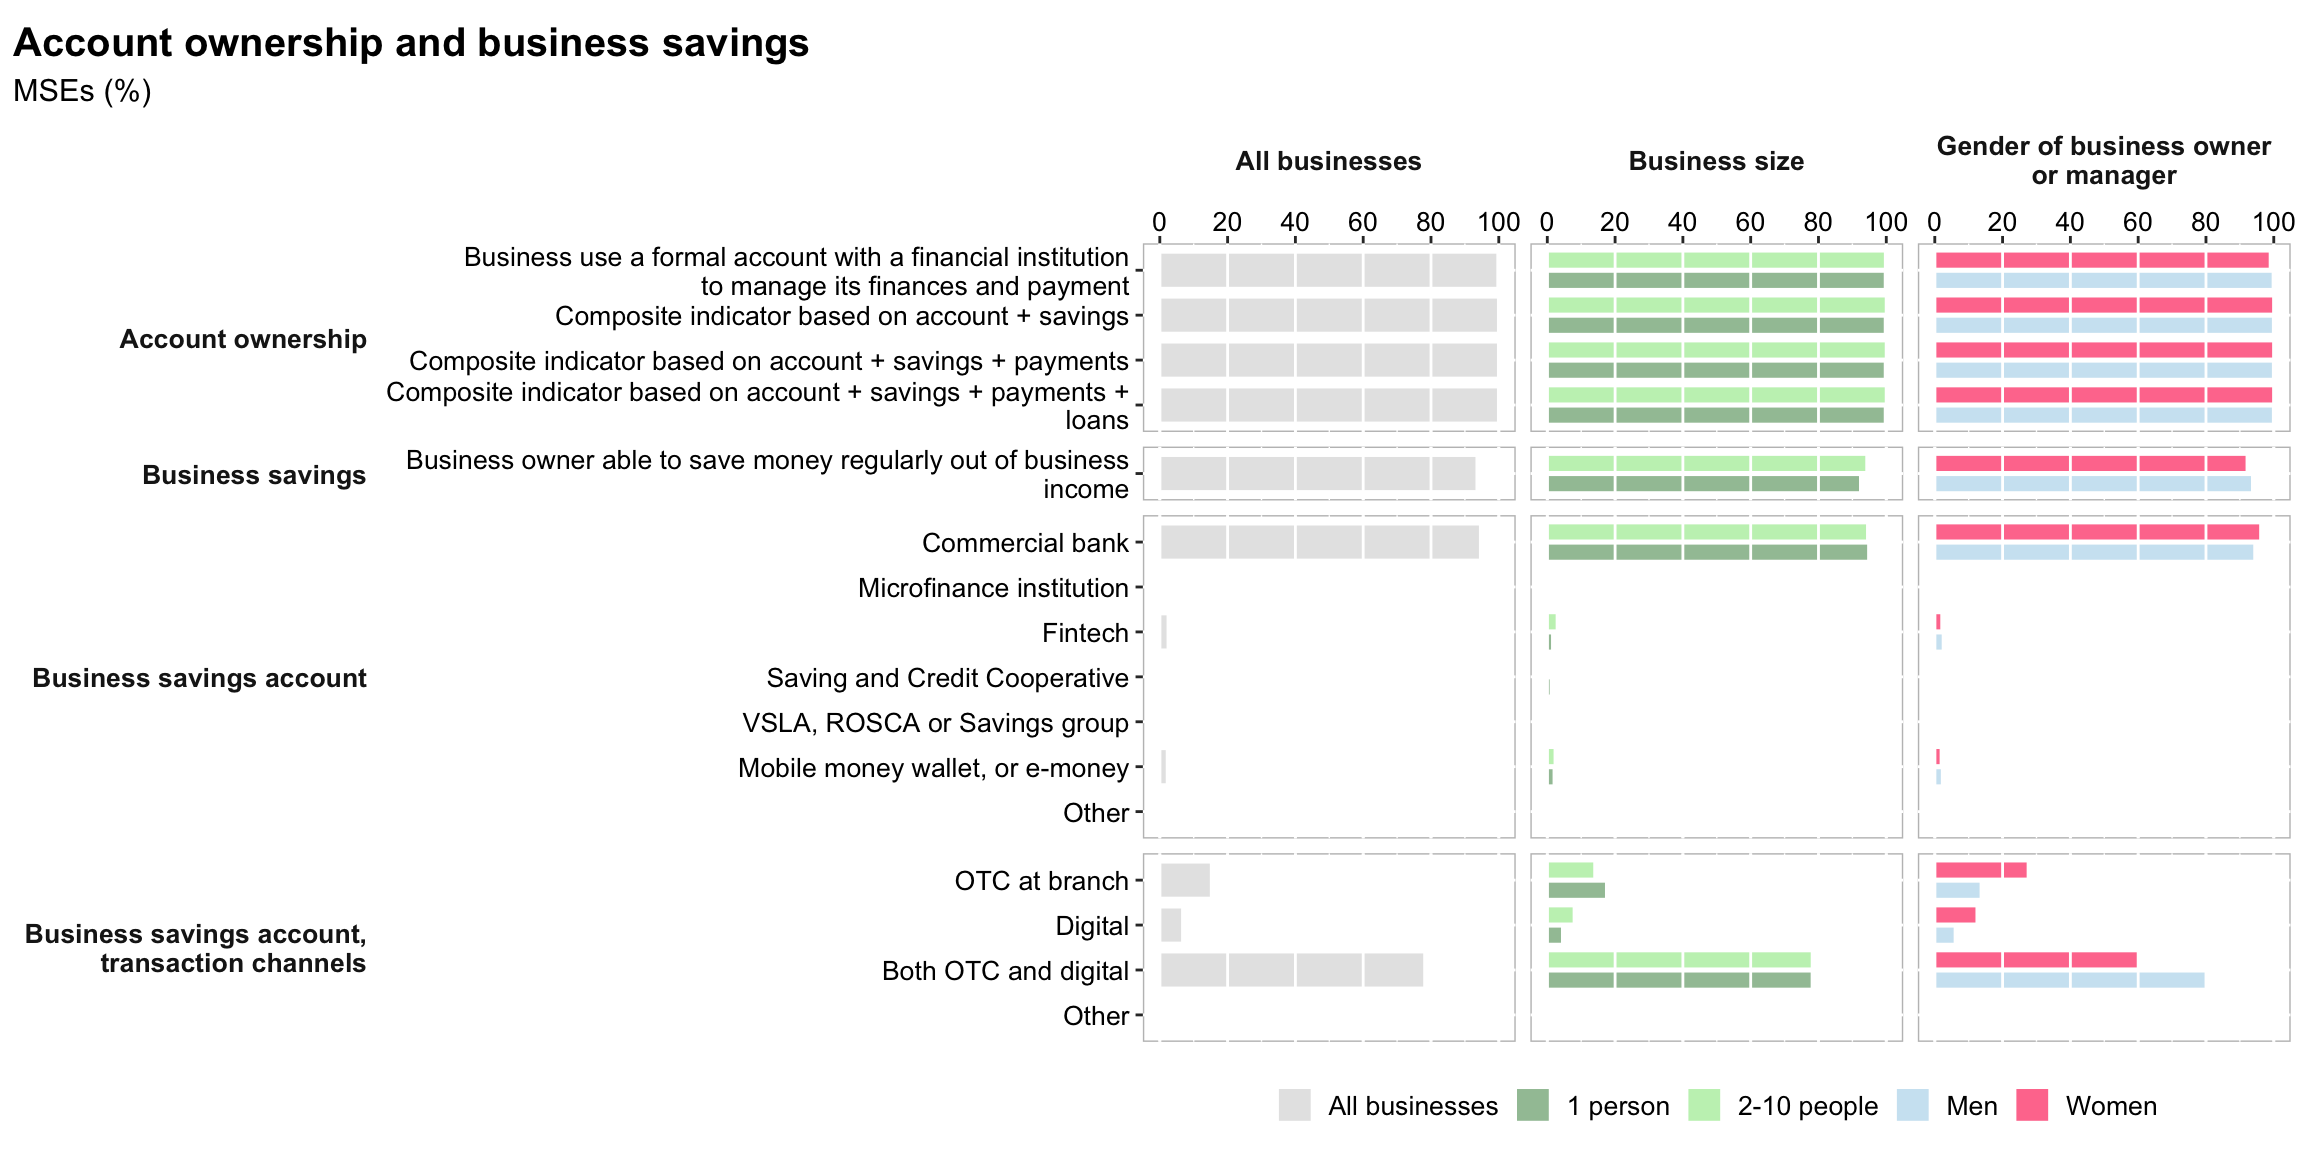 Account ownership and business savings
MSEs (%)
All businesses
Business size
Gender of business owner
or manager
0 20 40 60 80 100
0 20 40 60 80 100
0 20 40 60 80 100
Account ownership
Business use a formal account with a financial institution
to manage its finances and payment
Composite indicator based on account + savings
Composite indicator based on account + savings + payments
Composite indicator based on account + savings + payments +
loans
Business savings
Business owner able to save money regularly out of business
income
Business savings account
Commercial bank
Microfinance institution
Fintech
Saving and Credit Cooperative
VSLA, ROSCA or Savings group
Mobile money wallet, or e-money
Other
Business savings account,
transaction channels
OTC at branch
Digital
Both OTC and digital
Other
All businesses
1 person
2-10 people
Men
Women